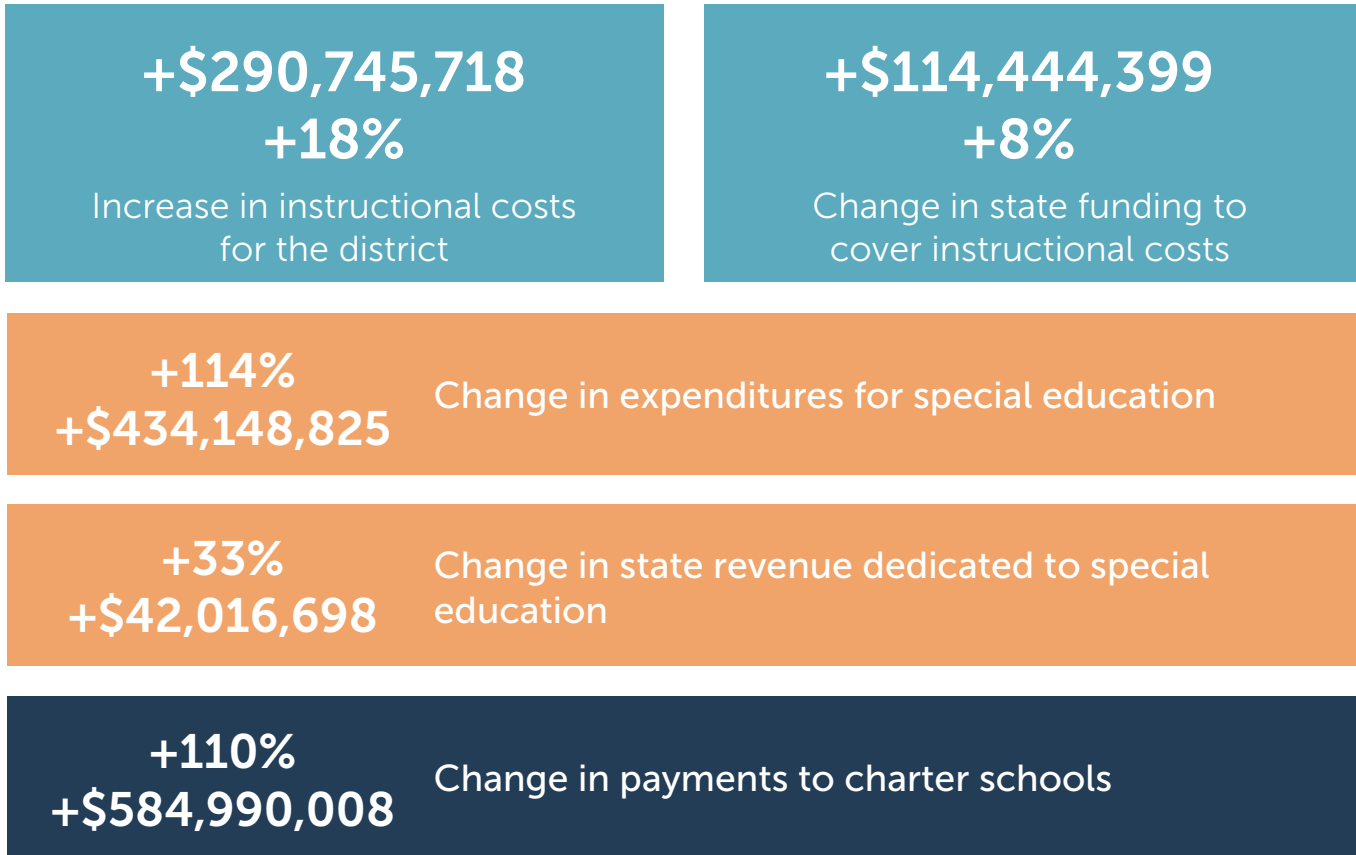 +$290,745,718
+18%
Increase in instructional costs
for the district
+$114,444,399
+8%
Change in state funding to
cover instructional costs
+114%
+$434,148,825
Change in expenditures for special education
+33%
+$42,016,698
Change in state revenue dedicated to special
education
+110%
+$584,990,008
Change in payments to charter schools